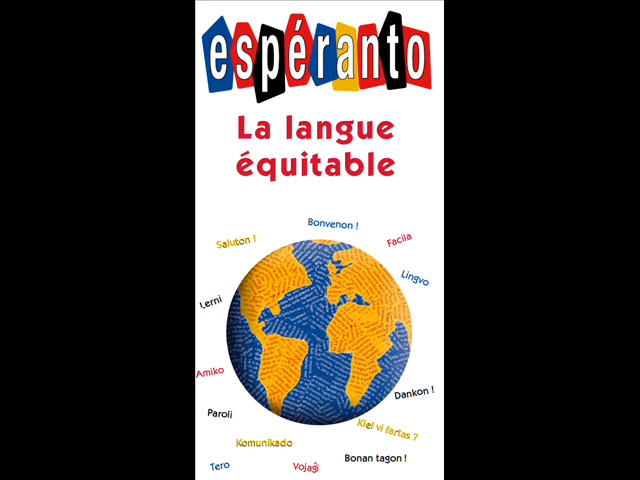 espéranto
La langue
équitable
Bonvenon !
Saluton !
Facila
Lingvo
Lerni
Amiko
Dankon !
Paroli
Kiel vi fartas ?
Komunikado
Bonan tagon !
Tero
Vojaĝi